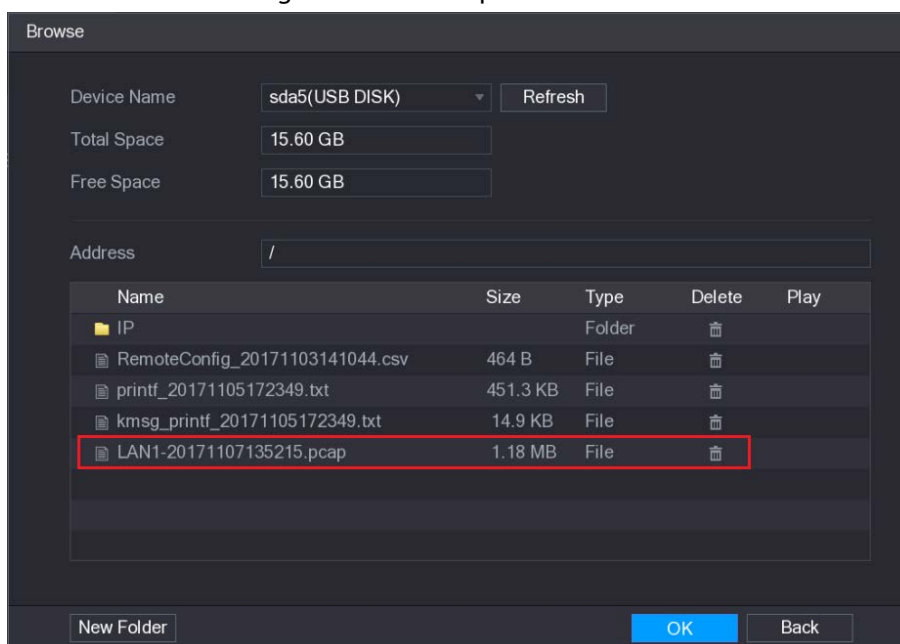 Browse
Device Name sda5(USB DISK) Refresh
Total Space 15.60 GB
Free Space 15.60 GB
Address /
Name Size Type Delete Play
IP Folder
RemoteConfig_20171103141044.csv 464 B File
printf_20171105172349.txt 451.3 KB File
kmsg_printf_20171105172349.txt 14.9 KB File
LAN1-20171107135215.pcap 1.18 MB File
New Folder OK Back